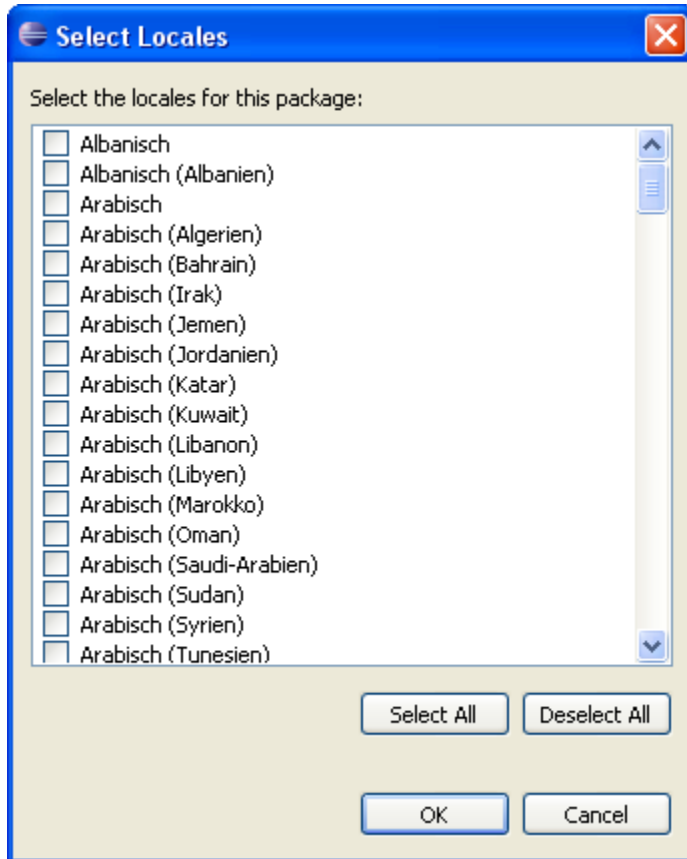 Select Locales
Select the locales for this package:
Albanisch
Albanisch (Albanien)
Arabisch
Arabisch (Algerien)
Arabisch (Bahrain)
Arabisch (Irak)
Arabisch (Jemen)
Arabisch (Jordanien)
Arabisch (Katar)
Arabisch (Kuwait)
Arabisch (Libanon)
Arabisch (Libyen)
Arabisch (Marokko)
Arabisch (Oman)
Arabisch (Saudi-Arabien)
Arabisch (Sudan)
Arabisch (Syrien)
Arabisch (Tunesien)
Select All Deselect All
OK Cancel